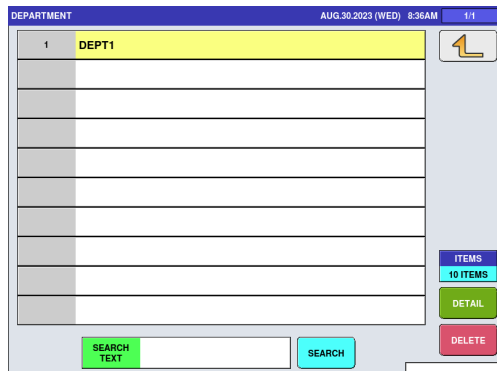 DEPARTMENT AUG.30.2023 (WED) 8:36AM 1/1
1 DEPT1
ITEMS
10 ITEMS
DETAIL
DELETE
SEARCH
TEXT
SEARCH